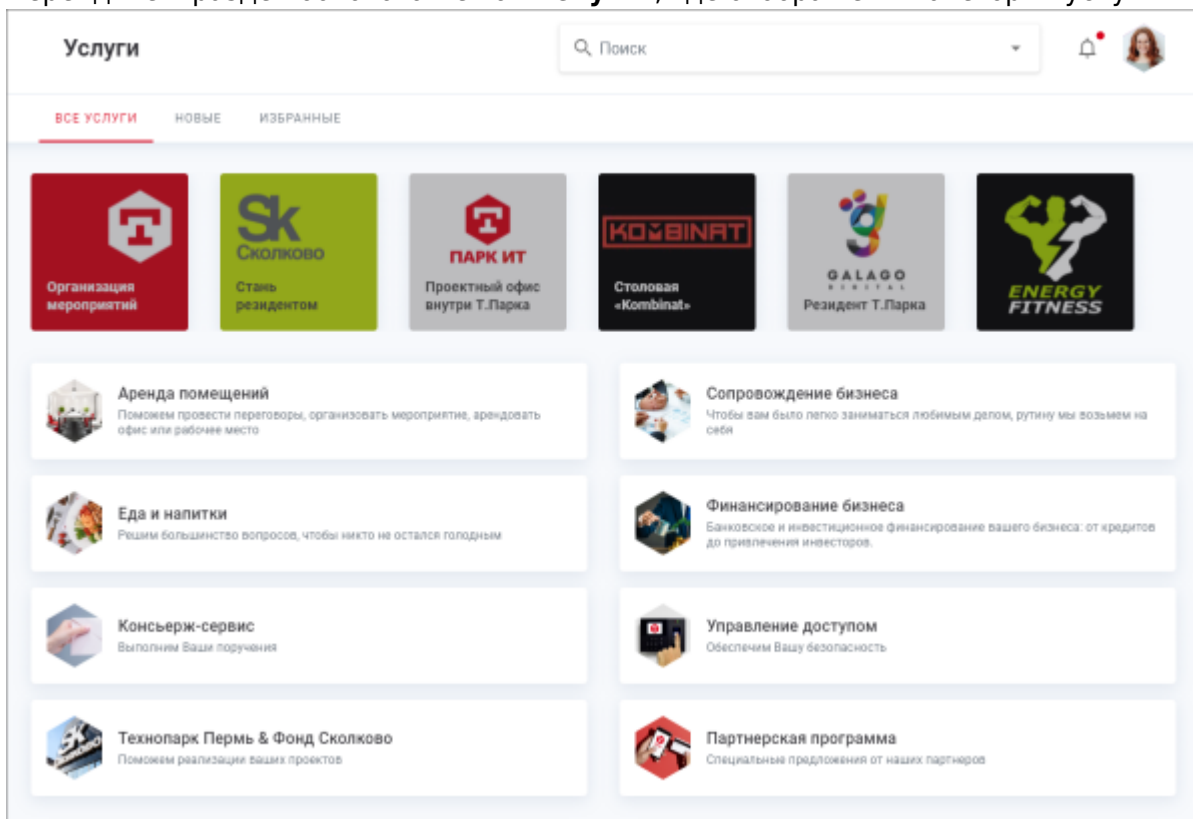 Услуги
Поиск
ВСЕ УСЛУГИ НОВЫЕ ИЗБРАННЫЕ
Организация
мероприятий
Sk
Сколково
Стань
резидентом
ПАРК ИТ
Проектный офис
внутри Т.Парка
KOMBINAT
Столовая
«Kombinat»
GALAGO
DIGITAL
Резидент Т.Парка
ENERGY
FITNESS
Аренда помещений
Поможем провести переговоры, организовать мероприятие, арендовать
офис или рабочее место
Сопровождение бизнеса
Чтобы вам было легко заниматься любимым делом, рутину мы возьмем на
себя
Еда и напитки
Решим большинство вопросов, чтобы никто не остался голодным
Финансирование бизнеса
Банковское и инвестиционное финансирование вашего бизнеса: от кредитов
до привлечения инвесторов.
Консьерж-сервис
Выполним Ваши поручения
Управление доступом
Обеспечим Вашу безопасность
Технопарк Пермь & Фонд Сколково
Поможем реализации ваших проектов
Партнерская программа
Специальные предложения от наших партнеров